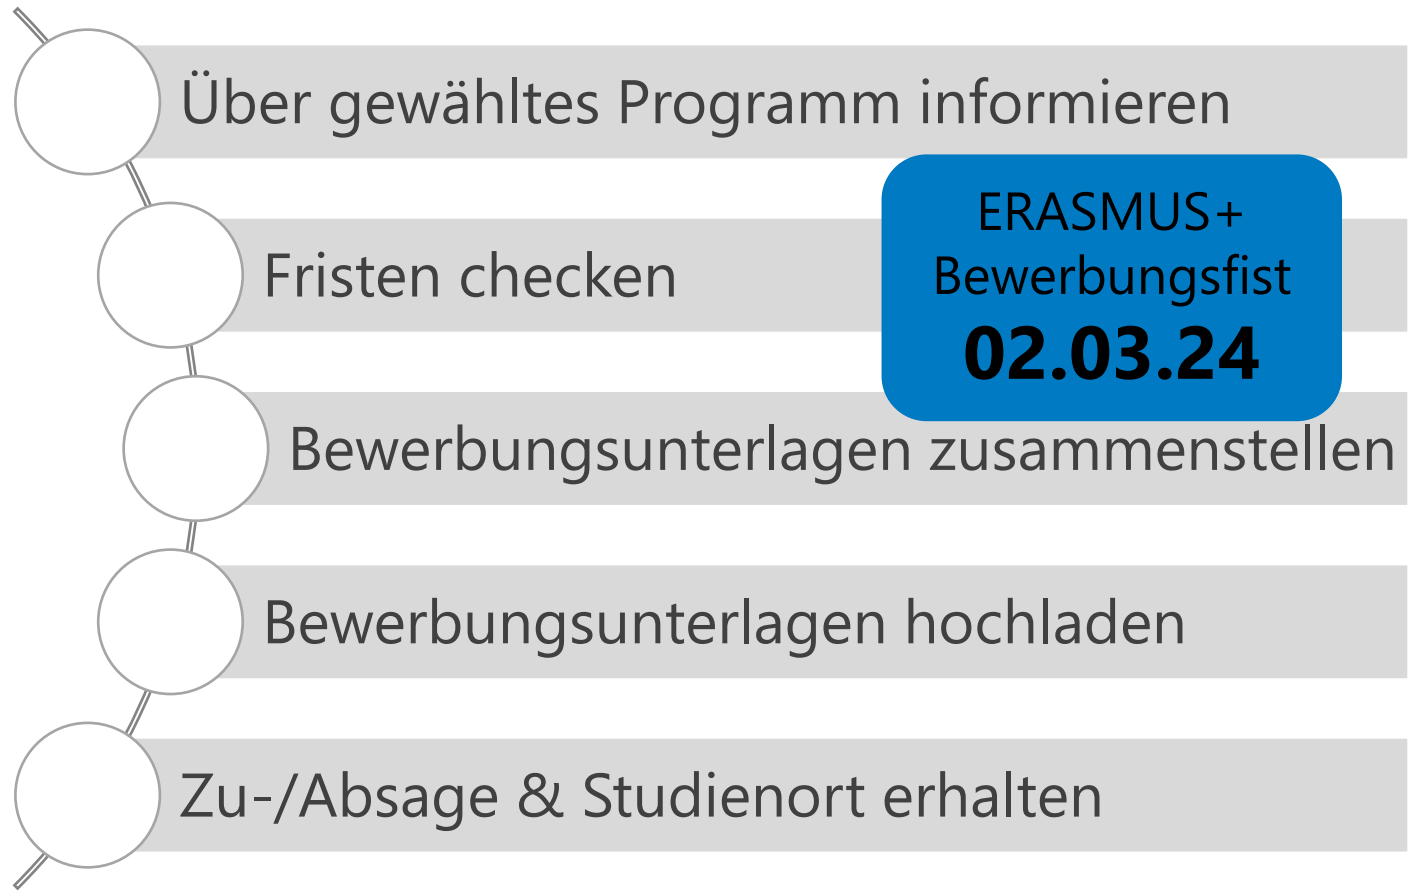 Über gewähltes Programm informieren
Fristen checken
ERASMUS+
Bewerbungsfist
02.03.24
Bewerbungsunterlagen zusammenstellen
Bewerbungsunterlagen hochladen
Zu-/Absage & Studienort erhalten